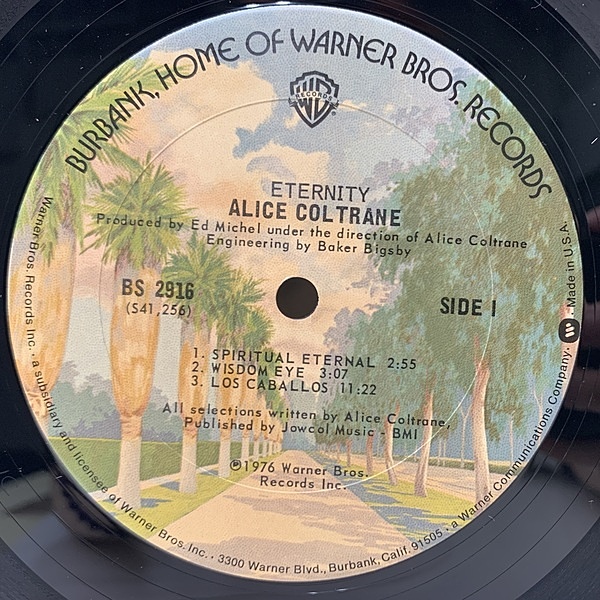 BURBANK, HOME OF WARNER BROS. RECORDS
WB
RECORDS
ETERNITY
ALICE COLTRANE
Produced by Ed Michel under the direction of Alice Coltrane
Engineering by Baker Bigsby
BS 2916
(S41,256)
SIDE 1
1. SPIRITUAL ETERNAL 2:55
2. WISDOM EYE 3:07
3. LOS CABALLOS 11:22
All selections written by Alice Coltrane,
Published by Jowcol Music - BMI
℗1976 Warner Bros.
Records Inc.
Warner Bros. Records Inc. · a subsidiary and licensee of Warner Bros. Inc. · 3300 Warner Blvd., Burbank, Calif. 91505 · a Warner Communications Company · Made in U.S.A.